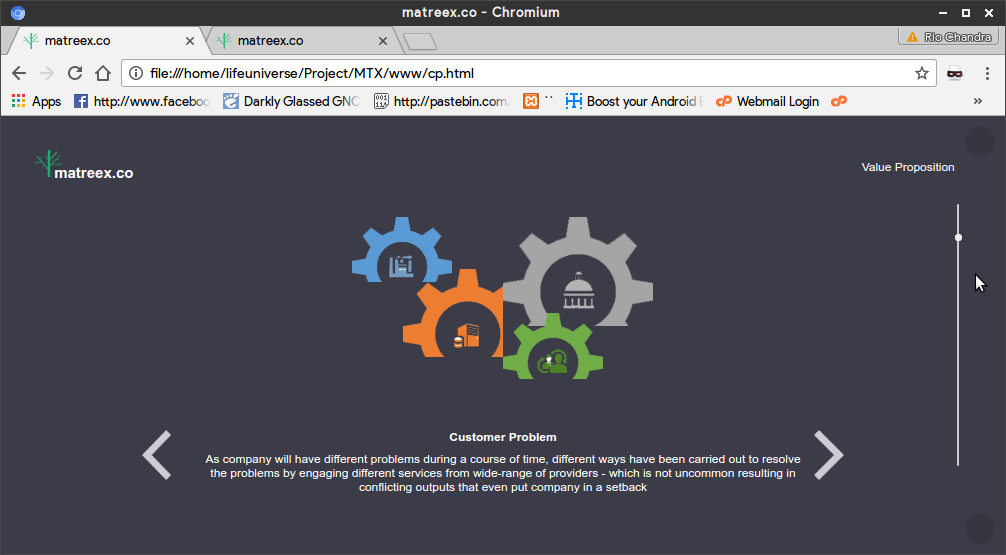 matreex.co - Chromium
matreex.co
matreex.co
Rio Chandra
file:///home/lifeuniverse/Project/MTX/www/cp.html
Apps
http://www.faceboo
Darkly Glassed GNO
http://pastebin.com/
``
Boost your Android E
Webmail Login
»
matreex.co
Value Proposition
Customer Problem
As company will have different problems during a course of time, different ways have been carried out to resolve
the problems by engaging different services from wide-range of providers - which is not uncommon resulting in
conflicting outputs that even put company in a setback